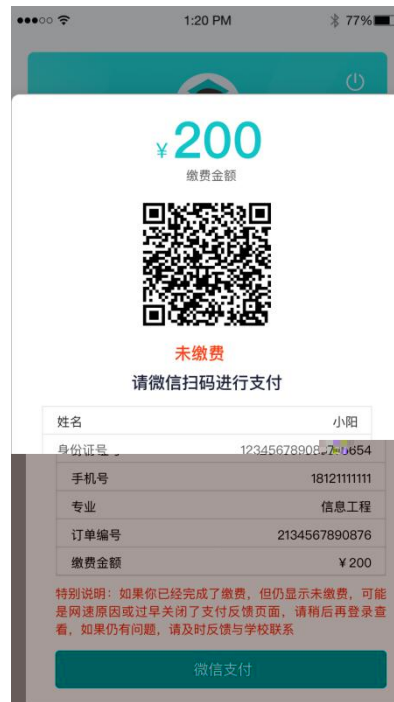 1:20 PM
77%
¥200
缴费金额
未缴费
请微信扫码进行支付
姓名 小阳
手机号 18121111111
专业 信息工程
订单编号 2134567890876
缴费金额 ¥200
特别说明：如果你已经完成了缴费，但仍显示未缴费，可能
是网速原因或过早关闭了支付反馈页面，请稍后再登录查
看，如果仍有问题，请及时反馈与学校联系
微信支付